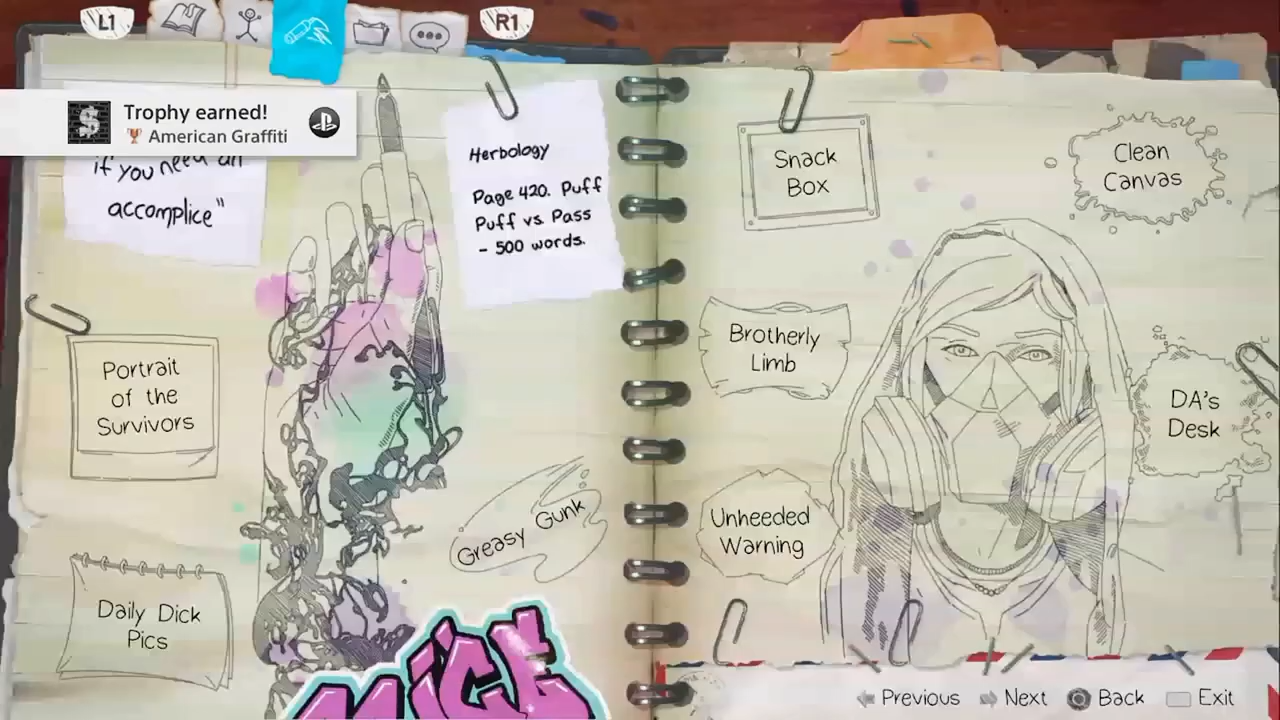 L1
R1
Trophy earned!
American Graffiti
if you need an
accomplice"
Herbology
Page 420. Puff
Puff vs. Pass
- 500 words.
Portrait
of the
Survivors
Greasy Gunk
Daily Dick
Pics
Snack
Box
Clean
Canvas
Brotherly
Limb
DA's
Desk
Unheeded
Warning
Previous
Next
Back
Exit